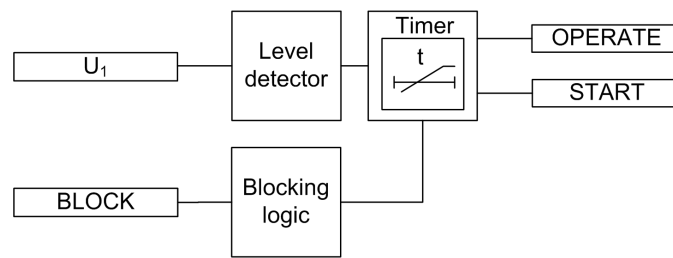 U₁
Level
detector
Timer
t
OPERATE
START
BLOCK
Blocking
logic